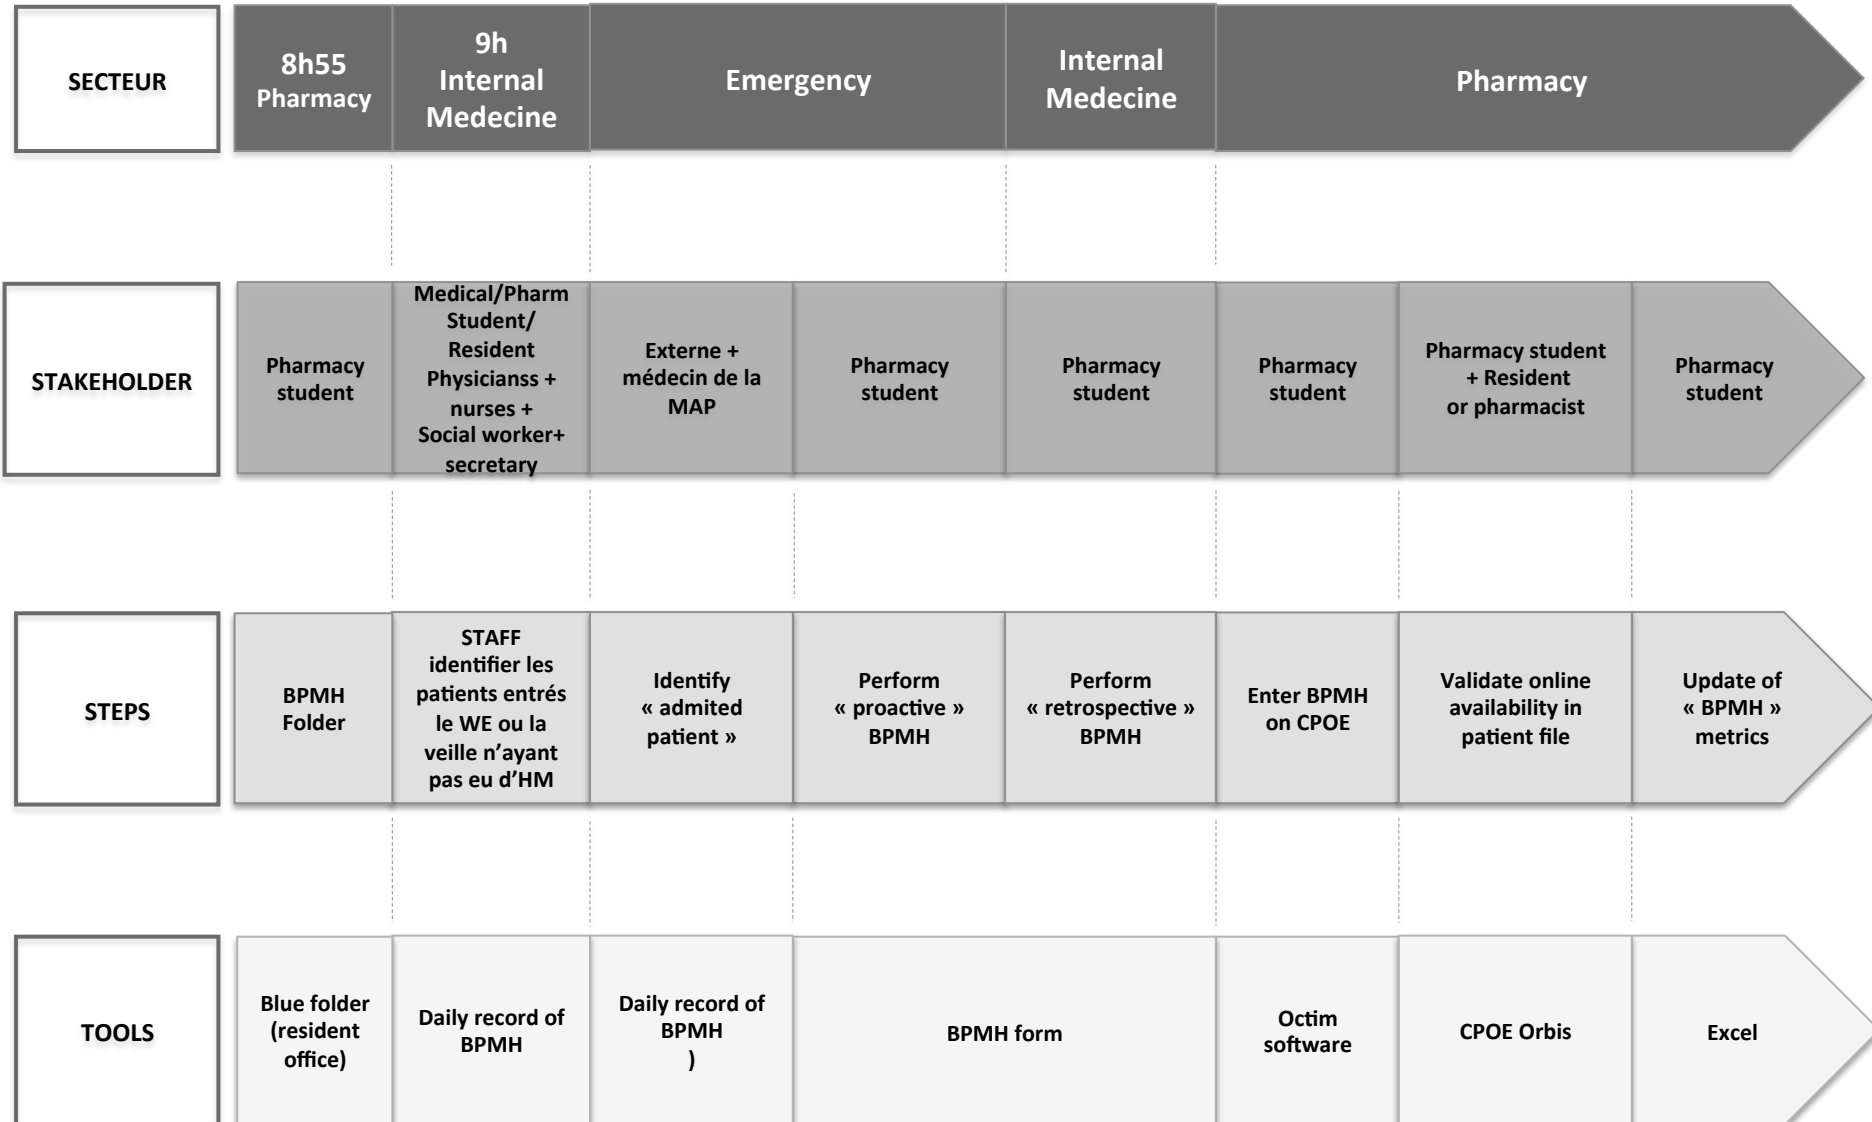 SECTEUR
8h55
Pharmacy
9h
Internal
Medecine
Emergency
Internal
Medecine
Pharmacy
STAKEHOLDER
Pharmacy
student
Medical/Pharm
Student/
Resident
Physicianss +
nurses +
Social worker+
secretary
Externe +
médecin de la
MAP
Pharmacy
student
Pharmacy
student
Pharmacy
student
Pharmacy student
+ Resident
or pharmacist
Pharmacy
student
STEPS
BPMH
Folder
STAFF
identifier les
patients entrés
le WE ou la
veille n’ayant
pas eu d’HM
Identify
« admited
patient »
Perform
« proactive »
BPMH
Perform
« retrospective »
BPMH
Enter BPMH
on CPOE
Validate online
availability in
patient file
Update of
« BPMH »
metrics
TOOLS
Blue folder
(resident
office)
Daily record of
BPMH
Daily record of
BPMH
)
BPMH form
Octim
software
CPOE Orbis
Excel